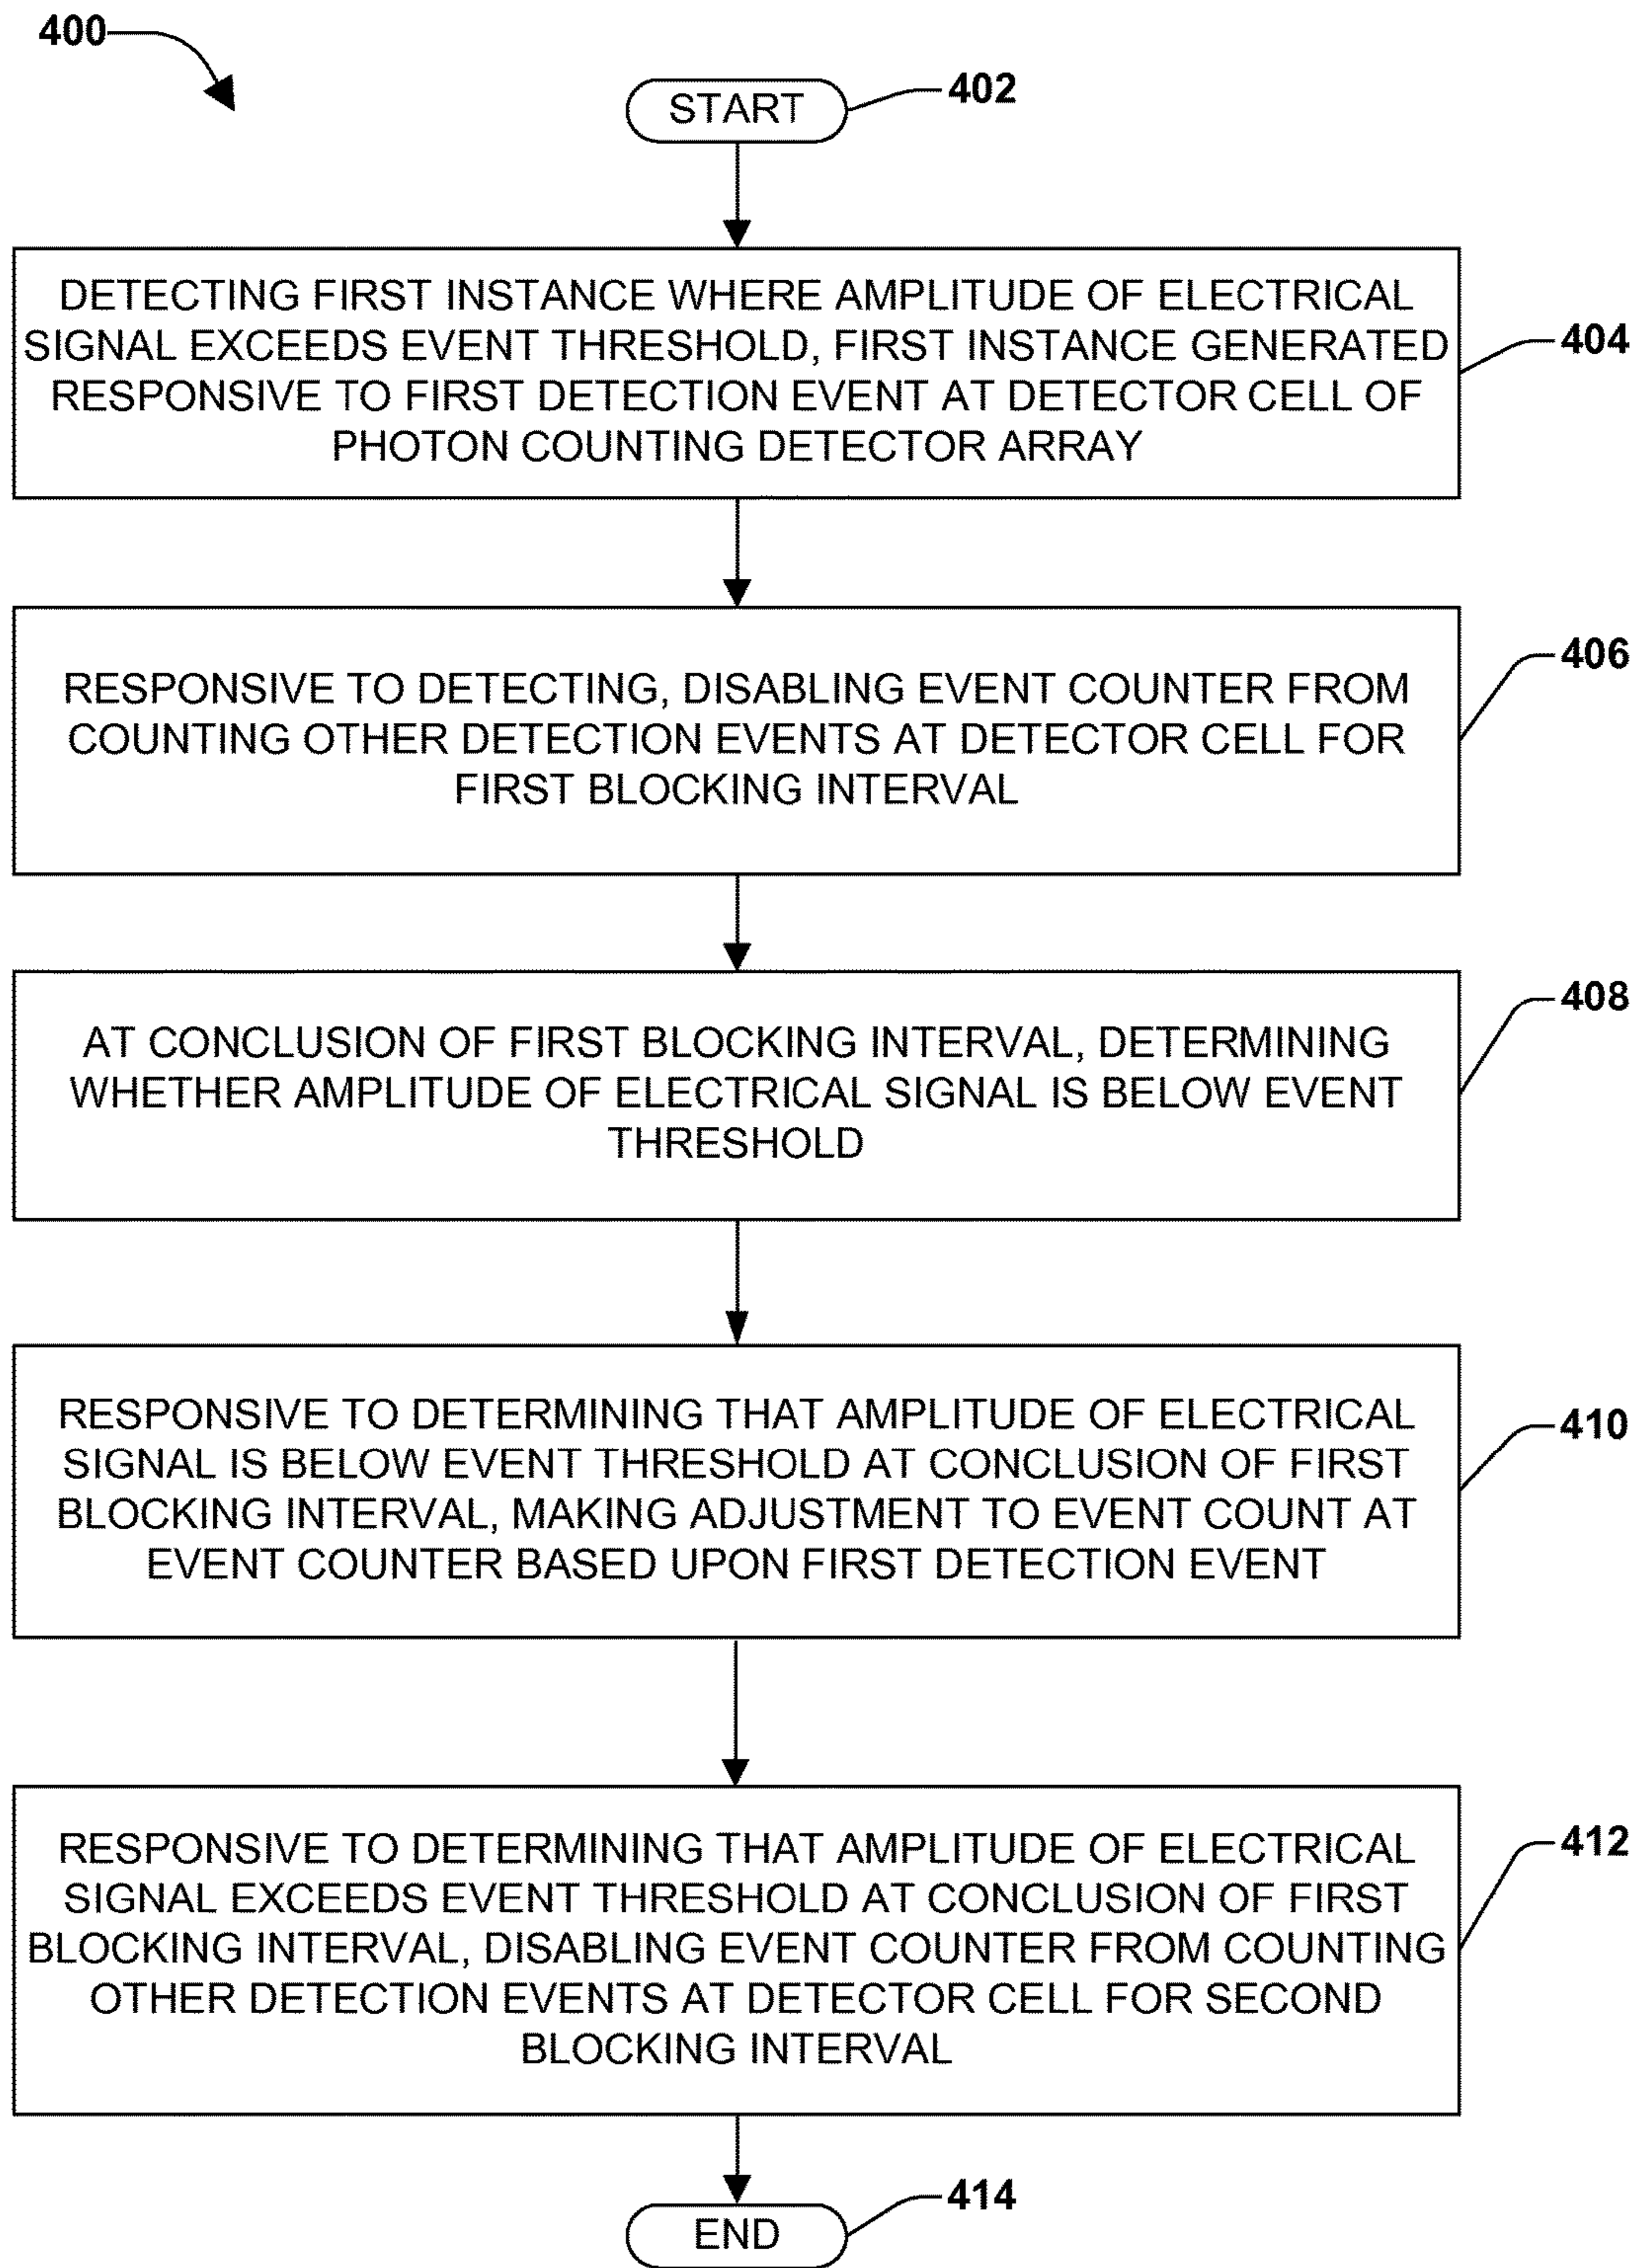 400
START
402
DETECTING FIRST INSTANCE WHERE AMPLITUDE OF ELECTRICAL
SIGNAL EXCEEDS EVENT THRESHOLD, FIRST INSTANCE GENERATED
RESPONSIVE TO FIRST DETECTION EVENT AT DETECTOR CELL OF
PHOTON COUNTING DETECTOR ARRAY
404
RESPONSIVE TO DETECTING, DISABLING EVENT COUNTER FROM
COUNTING OTHER DETECTION EVENTS AT DETECTOR CELL FOR
FIRST BLOCKING INTERVAL
406
AT CONCLUSION OF FIRST BLOCKING INTERVAL, DETERMINING
WHETHER AMPLITUDE OF ELECTRICAL SIGNAL IS BELOW EVENT
THRESHOLD
408
RESPONSIVE TO DETERMINING THAT AMPLITUDE OF ELECTRICAL
SIGNAL IS BELOW EVENT THRESHOLD AT CONCLUSION OF FIRST
BLOCKING INTERVAL, MAKING ADJUSTMENT TO EVENT COUNT AT
EVENT COUNTER BASED UPON FIRST DETECTION EVENT
410
RESPONSIVE TO DETERMINING THAT AMPLITUDE OF ELECTRICAL
SIGNAL EXCEEDS EVENT THRESHOLD AT CONCLUSION OF FIRST
BLOCKING INTERVAL, DISABLING EVENT COUNTER FROM COUNTING
OTHER DETECTION EVENTS AT DETECTOR CELL FOR SECOND
BLOCKING INTERVAL
412
END
414